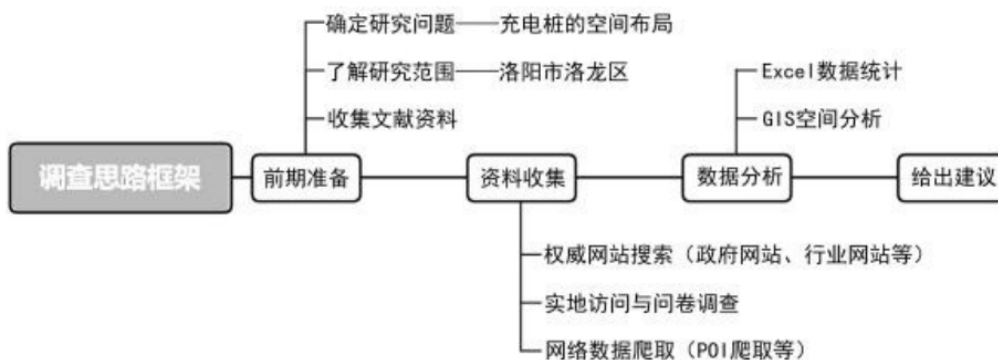 确定研究问题——充电桩的空间布局
了解研究范围——洛阳市洛龙区
收集文献资料
Excel数据统计
GIS空间分析
调查思路框架
前期准备
资料收集
数据分析
给出建议
权威网站搜索（政府网站、行业网站等）
实地访问与问卷调查
网络数据爬取（POI爬取等）